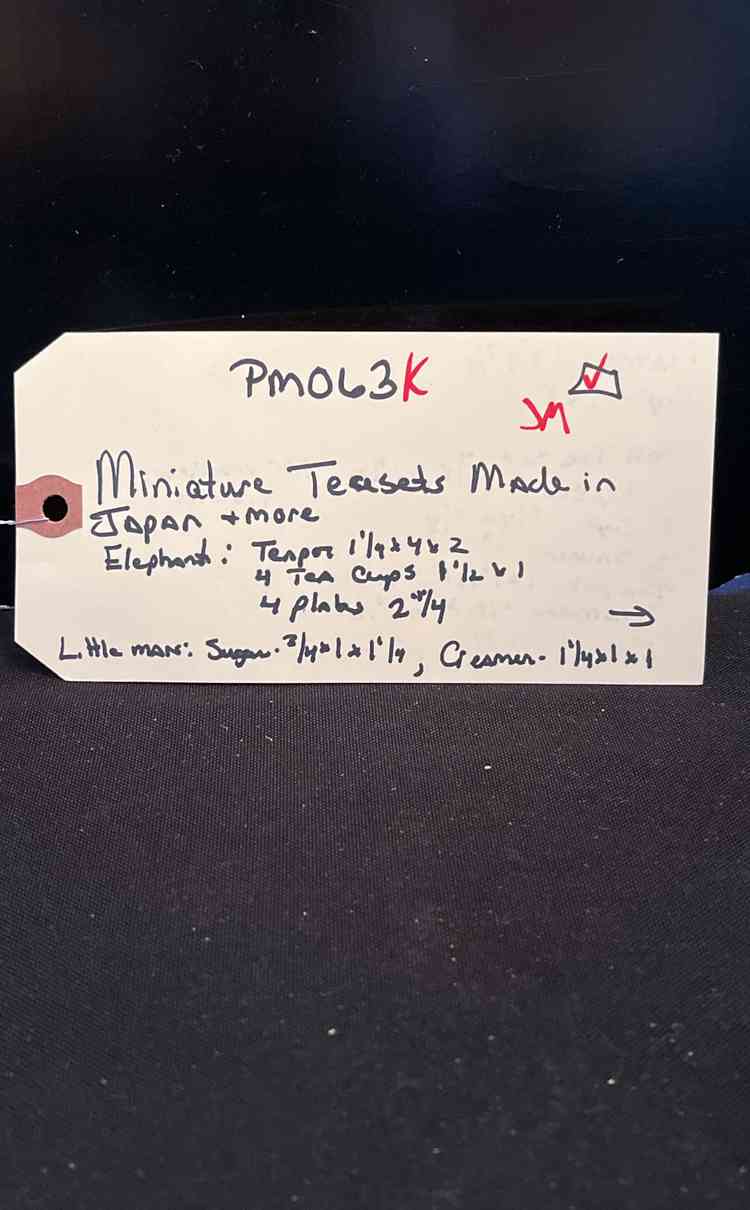 PM063K
JM
Miniature Teasets Made in
Japan + more
Elephant: Teapot 1 1/4 x 4 x 2
4 Tea Cups 1 1/2 x 1
4 plates 2 3/4
→
Little man: Sugar - 3/4 x 1 x 1 1/4, Creamer - 1 1/4 x 1 x 1